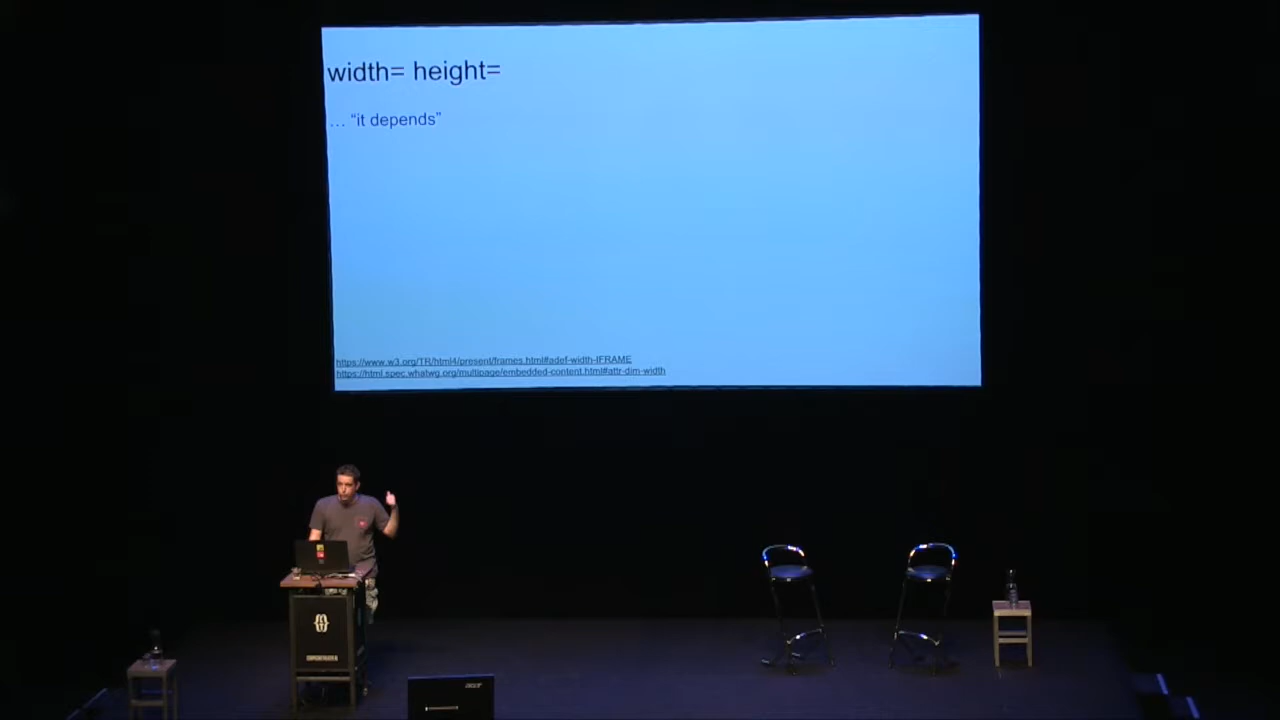 width= height=
… “it depends”
https://www.w3.org/TR/html4/present/frames.html#adef-width-IFRAME
https://html.spec.whatwg.org/multipage/embedded-content.html#attr-dim-width
acer